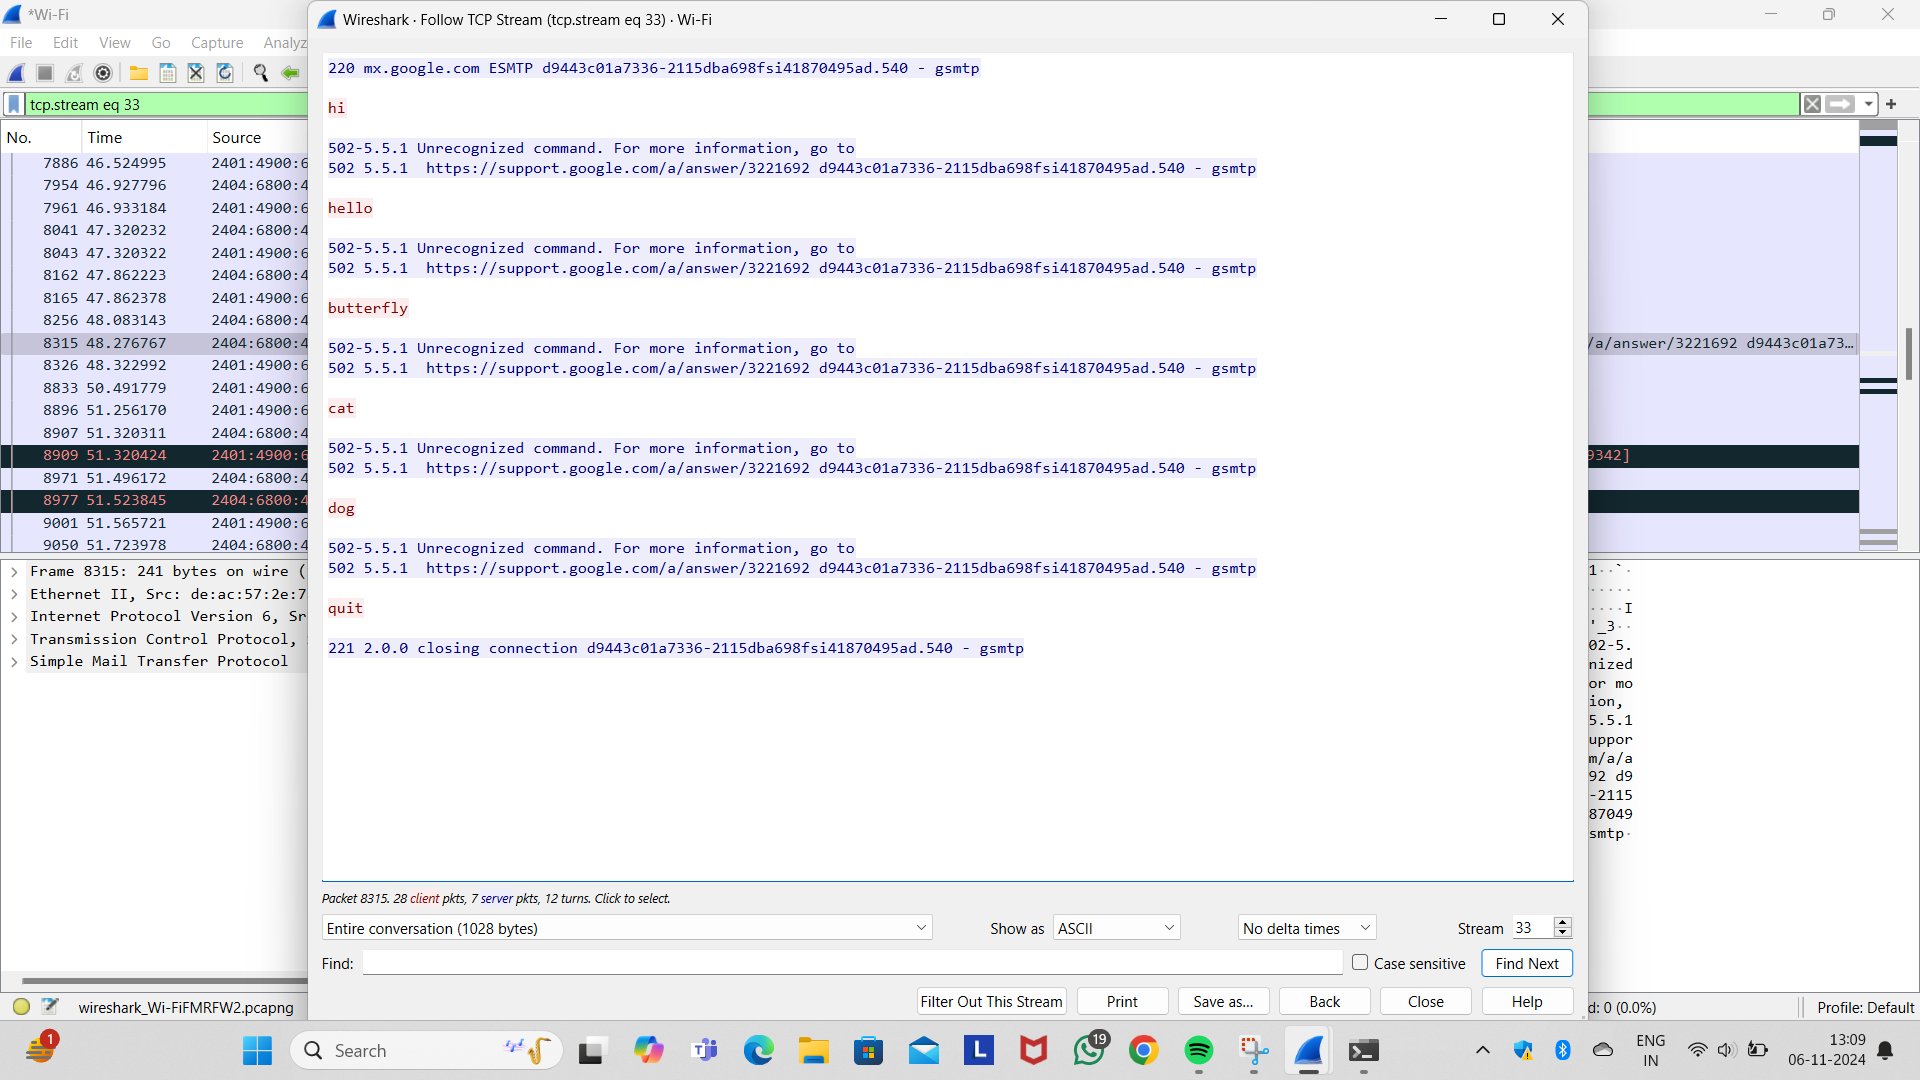 *Wi-Fi
Wireshark · Follow TCP Stream (tcp.stream eq 33) · Wi-Fi
File Edit View Go Capture Analyz
tcp.stream eq 33
No. Time Source
7886 46.524995 2401:4900:6
7954 46.927796 2404:6800:4
7961 46.933184 2401:4900:6
8041 47.320232 2404:6800:4
8043 47.320322 2401:4900:6
8162 47.862223 2404:6800:4
8165 47.862378 2401:4900:6
8256 48.083143 2404:6800:4
8315 48.276767 2404:6800:4
8326 48.322992 2401:4900:6
8833 50.491779 2401:4900:6
8896 51.256170 2401:4900:6
8907 51.320311 2404:6800:4
8909 51.320424 2401:4900:6
8971 51.496172 2404:6800:4
8977 51.523845 2404:6800:4
9001 51.565721 2401:4900:6
9050 51.723978 2404:6800:4
/a/answer/3221692 d9443c01a73…
9342]
Frame 8315: 241 bytes on wire (
Ethernet II, Src: de:ac:57:2e:7
Internet Protocol Version 6, Sr
Transmission Control Protocol,
Simple Mail Transfer Protocol
220 mx.google.com ESMTP d9443c01a7336-2115dba698fsi41870495ad.540 - gsmtp
hi
502-5.5.1 Unrecognized command. For more information, go to
502 5.5.1  https://support.google.com/a/answer/3221692 d9443c01a7336-2115dba698fsi41870495ad.540 - gsmtp
hello
502-5.5.1 Unrecognized command. For more information, go to
502 5.5.1  https://support.google.com/a/answer/3221692 d9443c01a7336-2115dba698fsi41870495ad.540 - gsmtp
butterfly
502-5.5.1 Unrecognized command. For more information, go to
502 5.5.1  https://support.google.com/a/answer/3221692 d9443c01a7336-2115dba698fsi41870495ad.540 - gsmtp
cat
502-5.5.1 Unrecognized command. For more information, go to
502 5.5.1  https://support.google.com/a/answer/3221692 d9443c01a7336-2115dba698fsi41870495ad.540 - gsmtp
dog
502-5.5.1 Unrecognized command. For more information, go to
502 5.5.1  https://support.google.com/a/answer/3221692 d9443c01a7336-2115dba698fsi41870495ad.540 - gsmtp
quit
221 2.0.0 closing connection d9443c01a7336-2115dba698fsi41870495ad.540 - gsmtp
1··`·
·····
····I
'_3··
02-5.
nized
or mo
ion,
5.5.1
uppor
m/a/a
92 d9
-2115
87049
smtp·
Packet 8315. 28 client pkts, 7 server pkts, 12 turns. Click to select.
Entire conversation (1028 bytes) Show as ASCII No delta times Stream 33
Find: Case sensitive Find Next
Filter Out This Stream Print Save as... Back Close Help
wireshark_Wi-FiFMRFW2.pcapng
d: 0 (0.0%) Profile: Default
1 Search L 19 ENG IN 13:09
06-11-2024